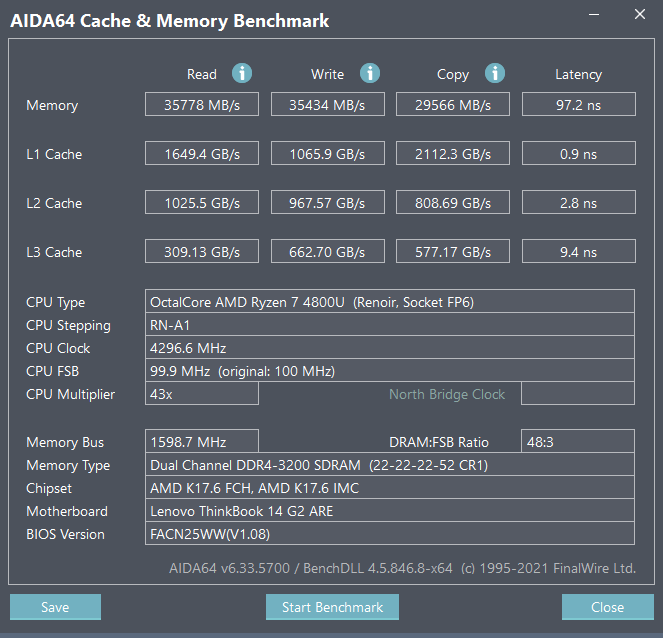 AIDA64 Cache & Memory Benchmark
Read Write Copy Latency
Memory 35778 MB/s 35434 MB/s 29566 MB/s 97.2 ns
L1 Cache 1649.4 GB/s 1065.9 GB/s 2112.3 GB/s 0.9 ns
L2 Cache 1025.5 GB/s 967.57 GB/s 808.69 GB/s 2.8 ns
L3 Cache 309.13 GB/s 662.70 GB/s 577.17 GB/s 9.4 ns
CPU Type OctalCore AMD Ryzen 7 4800U (Renoir, Socket FP6)
CPU Stepping RN-A1
CPU Clock 4296.6 MHz
CPU FSB 99.9 MHz (original: 100 MHz)
CPU Multiplier 43x North Bridge Clock
Memory Bus 1598.7 MHz DRAM:FSB Ratio 48:3
Memory Type Dual Channel DDR4-3200 SDRAM (22-22-22-52 CR1)
Chipset AMD K17.6 FCH, AMD K17.6 IMC
Motherboard Lenovo ThinkBook 14 G2 ARE
BIOS Version FACN25WW(V1.08)
AIDA64 v6.33.5700 / BenchDLL 4.5.846.8-x64 (c) 1995-2021 FinalWire Ltd.
Save Start Benchmark Close